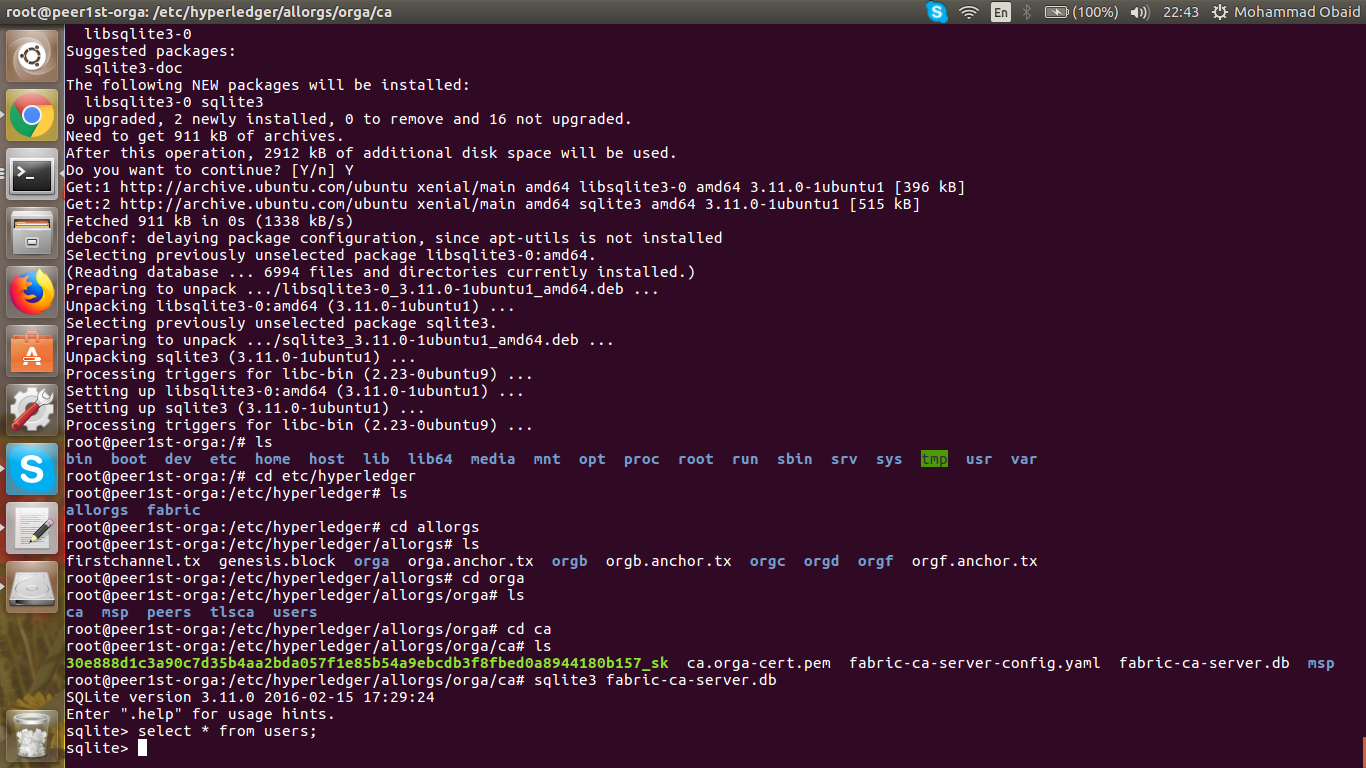 root@peer1st-orga: /etc/hyperledger/allorgs/orga/ca
En (100%) 22:43 Mohammad Obaid
libsqlite3-0
Suggested packages:
sqlite3-doc
The following NEW packages will be installed:
libsqlite3-0 sqlite3
0 upgraded, 2 newly installed, 0 to remove and 16 not upgraded.
Need to get 911 kB of archives.
After this operation, 2912 kB of additional disk space will be used.
Do you want to continue? [Y/n] Y
Get:1 http://archive.ubuntu.com/ubuntu xenial/main amd64 libsqlite3-0 amd64 3.11.0-1ubuntu1 [396 kB]
Get:2 http://archive.ubuntu.com/ubuntu xenial/main amd64 sqlite3 amd64 3.11.0-1ubuntu1 [515 kB]
Fetched 911 kB in 0s (1338 kB/s)
debconf: delaying package configuration, since apt-utils is not installed
Selecting previously unselected package libsqlite3-0:amd64.
(Reading database ... 6994 files and directories currently installed.)
Preparing to unpack .../libsqlite3-0_3.11.0-1ubuntu1_amd64.deb ...
Unpacking libsqlite3-0:amd64 (3.11.0-1ubuntu1) ...
Selecting previously unselected package sqlite3.
Preparing to unpack .../sqlite3_3.11.0-1ubuntu1_amd64.deb ...
Unpacking sqlite3 (3.11.0-1ubuntu1) ...
Processing triggers for libc-bin (2.23-0ubuntu9) ...
Setting up libsqlite3-0:amd64 (3.11.0-1ubuntu1) ...
Setting up sqlite3 (3.11.0-1ubuntu1) ...
Processing triggers for libc-bin (2.23-0ubuntu9) ...
root@peer1st-orga:/# ls
bin boot dev etc home host lib lib64 media mnt opt proc root run sbin srv sys tmp usr var
root@peer1st-orga:/# cd etc/hyperledger
root@peer1st-orga:/etc/hyperledger# ls
allorgs fabric
root@peer1st-orga:/etc/hyperledger# cd allorgs
root@peer1st-orga:/etc/hyperledger/allorgs# ls
firstchannel.tx genesis.block orga orga.anchor.tx orgb orgb.anchor.tx orgc orgd orgf orgf.anchor.tx
root@peer1st-orga:/etc/hyperledger/allorgs# cd orga
root@peer1st-orga:/etc/hyperledger/allorgs/orga# ls
ca msp peers tlsca users
root@peer1st-orga:/etc/hyperledger/allorgs/orga# cd ca
root@peer1st-orga:/etc/hyperledger/allorgs/orga/ca# ls
30e888d1c3a90c7d35b4aa2bda057f1e85b54a9ebcdb3f8fbed0a8944180b157_sk ca.orga-cert.pem fabric-ca-server-config.yaml fabric-ca-server.db msp
root@peer1st-orga:/etc/hyperledger/allorgs/orga/ca# sqlite3 fabric-ca-server.db
SQLite version 3.11.0 2016-02-15 17:29:24
Enter ".help" for usage hints.
sqlite> select * from users;
sqlite>